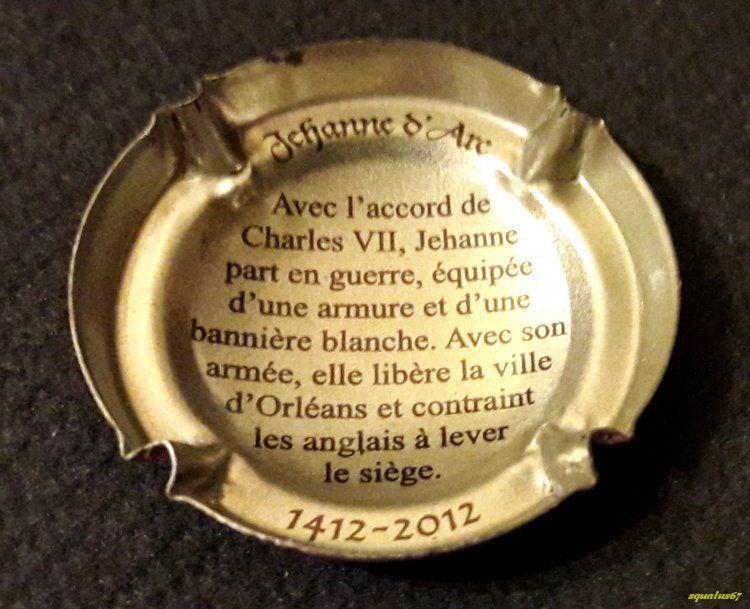 Jehanne d'Arc
Avec l'accord de
Charles VII, Jehanne
part en guerre, équipée
d'une armure et d'une
bannière blanche. Avec son
armée, elle libère la ville
d'Orléans et contraint
les anglais à lever
le siège.
1412-2012
squalus67